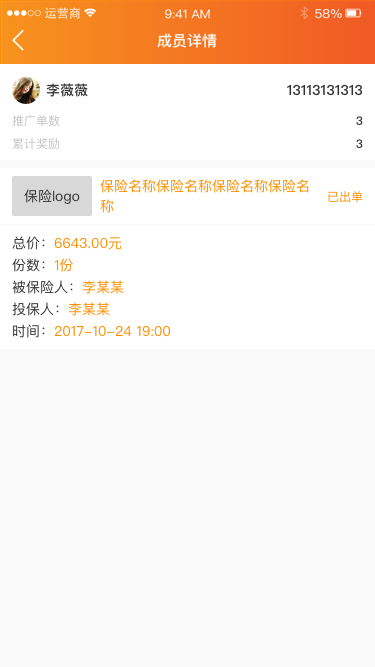 运营商 9:41 AM 58%
成员详情
李薇薇 13113131313
推广单数 3
累计奖励 3
保险logo 保险名称保险名称保险名称保险名 已出单
称
总价：6643.00元
份数：1份
被保险人：李某某
投保人：李某某
时间：2017-10-24 19:00